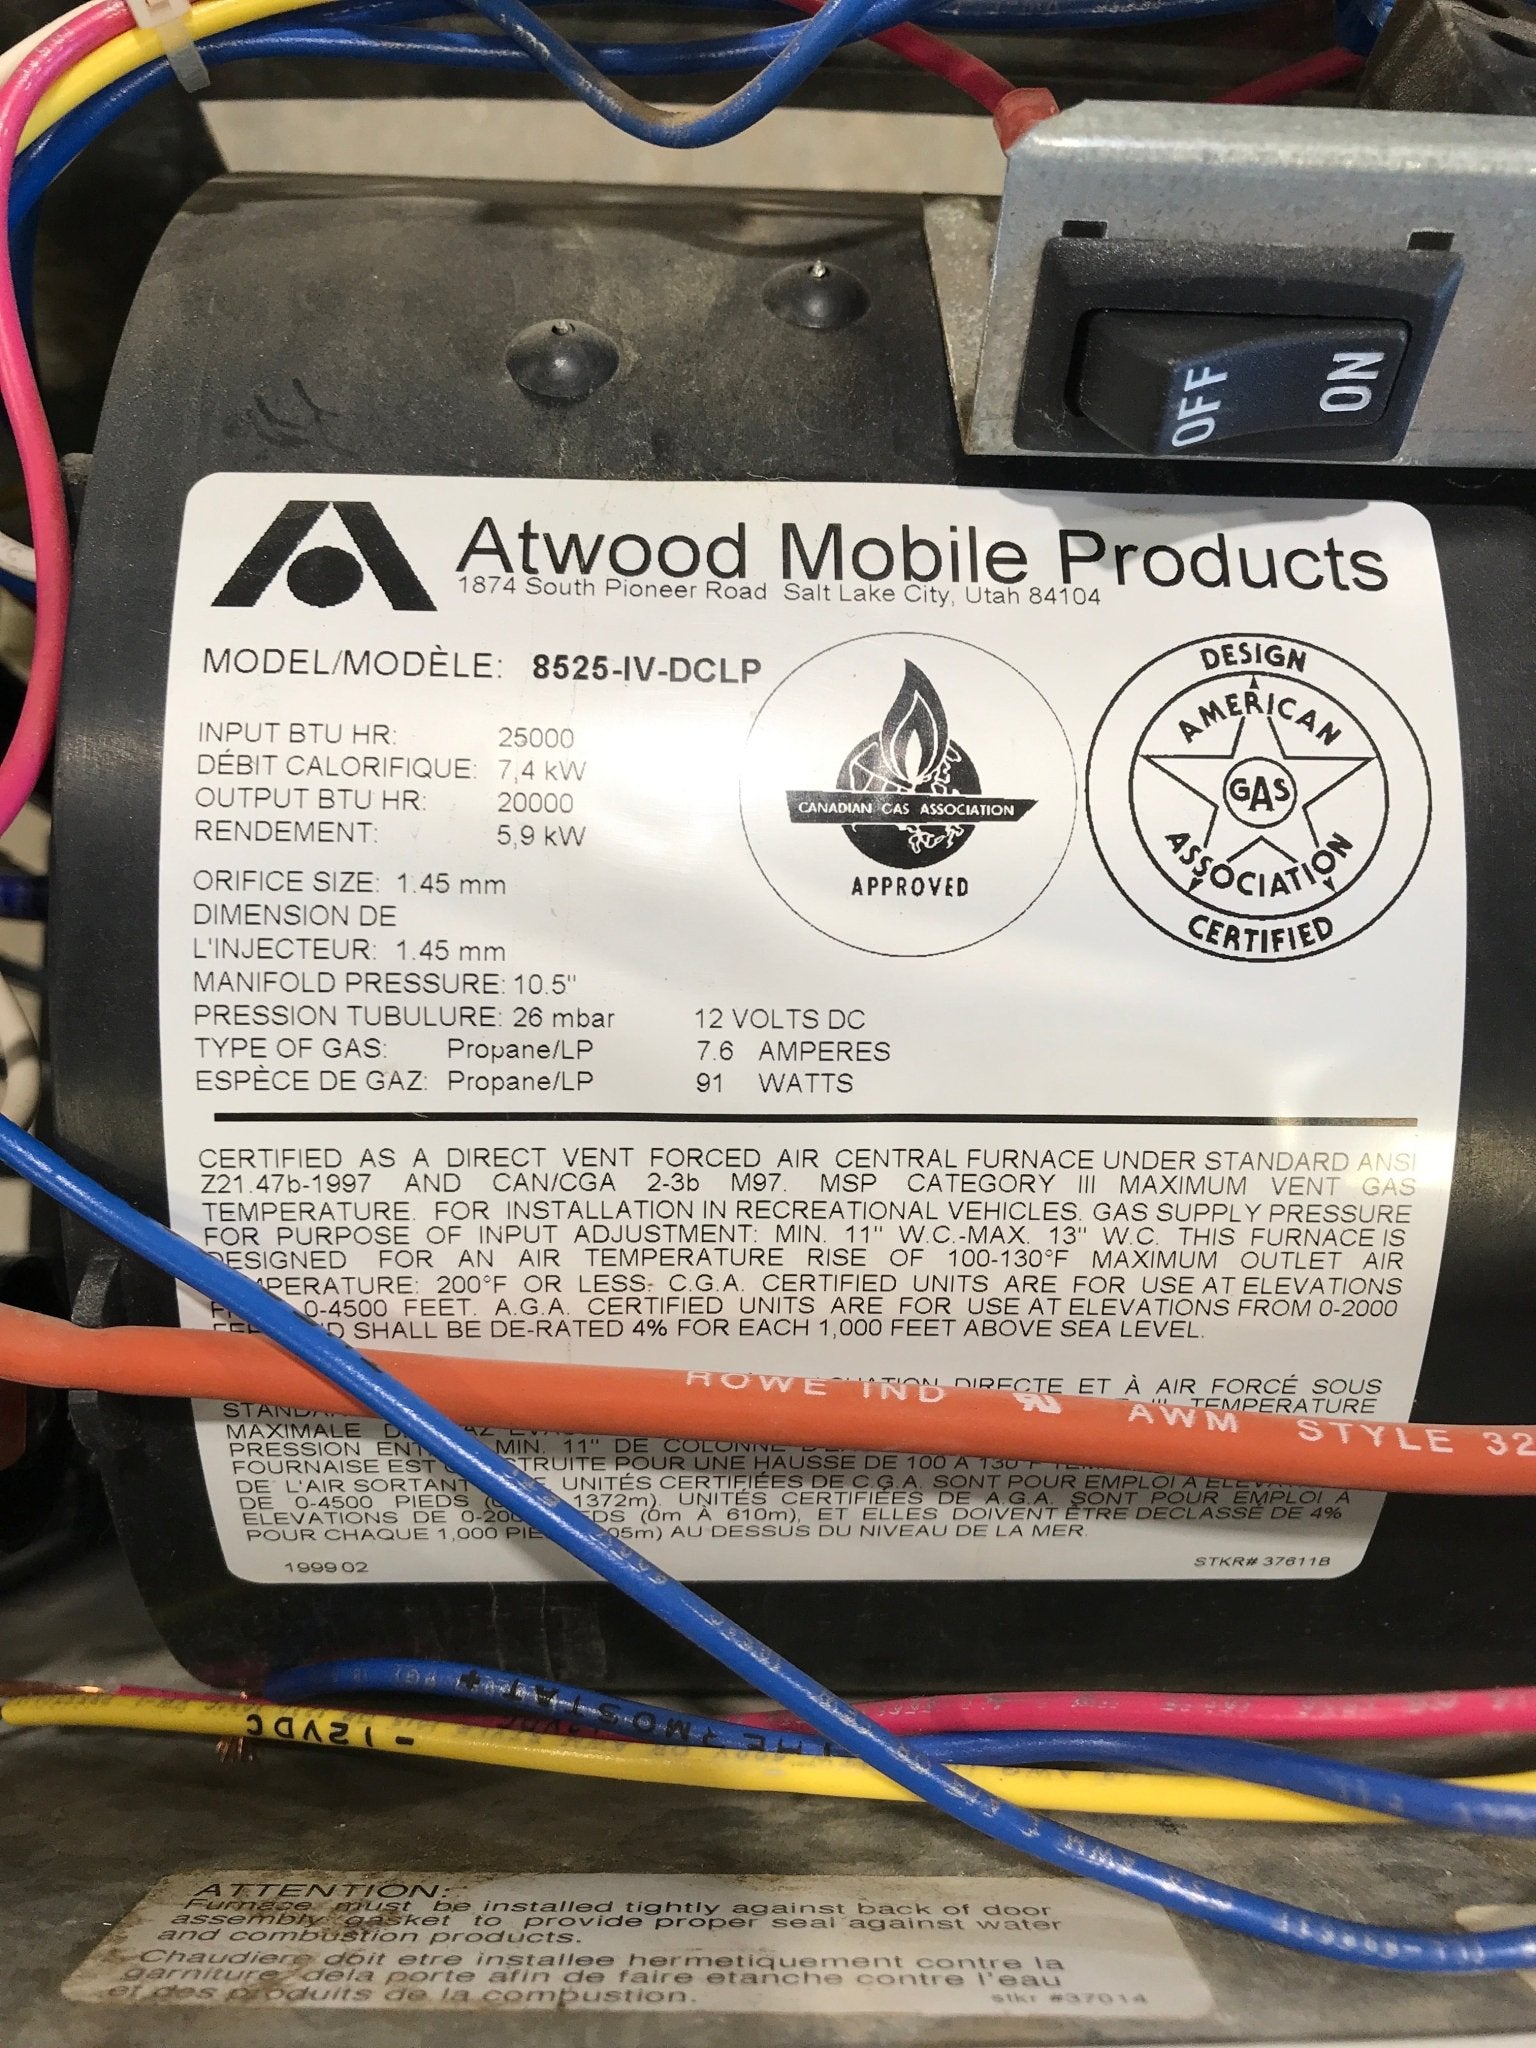 OFF
ON
Atwood Mobile Products
1874 South Pioneer Road Salt Lake City, Utah 84104
MODEL/MODÈLE: 8525-IV-DCLP
INPUT BTU HR: 25000
DÉBIT CALORIFIQUE: 7,4 kW
OUTPUT BTU HR: 20000
RENDEMENT: 5,9 kW
CANADIAN GAS ASSOCIATION
APPROVED
DESIGN
AMERICAN
GAS
ASSOCIATION
CERTIFIED
ORIFICE SIZE: 1.45 mm
DIMENSION DE
L'INJECTEUR: 1.45 mm
MANIFOLD PRESSURE: 10.5"
PRESSION TUBULURE: 26 mbar 12 VOLTS DC
TYPE OF GAS: Propane/LP 7.6 AMPERES
ESPÈCE DE GAZ: Propane/LP 91 WATTS
CERTIFIED AS A DIRECT VENT FORCED AIR CENTRAL FURNACE UNDER STANDARD ANSI
Z21.47b-1997 AND CAN/CGA 2-3b M97. MSP CATEGORY III MAXIMUM VENT GAS
TEMPERATURE. FOR INSTALLATION IN RECREATIONAL VEHICLES. GAS SUPPLY PRESSURE
FOR PURPOSE OF INPUT ADJUSTMENT: MIN. 11" W.C.-MAX. 13" W.C. THIS FURNACE IS
DESIGNED FOR AN AIR TEMPERATURE RISE OF 100-130°F MAXIMUM OUTLET AIR
TEMPERATURE: 200°F OR LESS. C.G.A. CERTIFIED UNITS ARE FOR USE AT ELEVATIONS
0-4500 FEET. A.G.A. CERTIFIED UNITS ARE FOR USE AT ELEVATIONS FROM 0-2000
SHALL BE DE-RATED 4% FOR EACH 1,000 FEET ABOVE SEA LEVEL.
DIRECTE ET À AIR FORCÉ SOUS
ROWE IND AWM STYLE 32
TEMPERATURE
MAXIMALE
PRESSION MIN. 11" DE COLONNE
FOURNAISE EST POUR UNE HAUSSE DE 100 À 130°F
DE L'AIR SORTANT UNITÉS CERTIFIÉES DE C.G.A. SONT POUR EMPLOI A
DE 0-4500 PIEDS 1372m). UNITÉS CERTIFIÉES DE A.G.A. SONT POUR EMPLOI A
ELEVATIONS DE (0m À 610m), ET ELLES DOIVENT ÊTRE DECLASSÉ DE 4%
POUR CHAQUE 1,000 AU DESSUS DU NIVEAU DE LA MER.
1999 02 STKR# 37611B
THERMOSTAT +
- 12VDC
ATTENTION:
Furnace must be installed tightly against back of door
assembly gasket to provide proper seal against water
and combustion products.
Chaudiere doit etre installee hermetiquement contre la
garniture dela porte afin de faire etanche contre l'eau
et des produits de la combustion.
stkr #37014